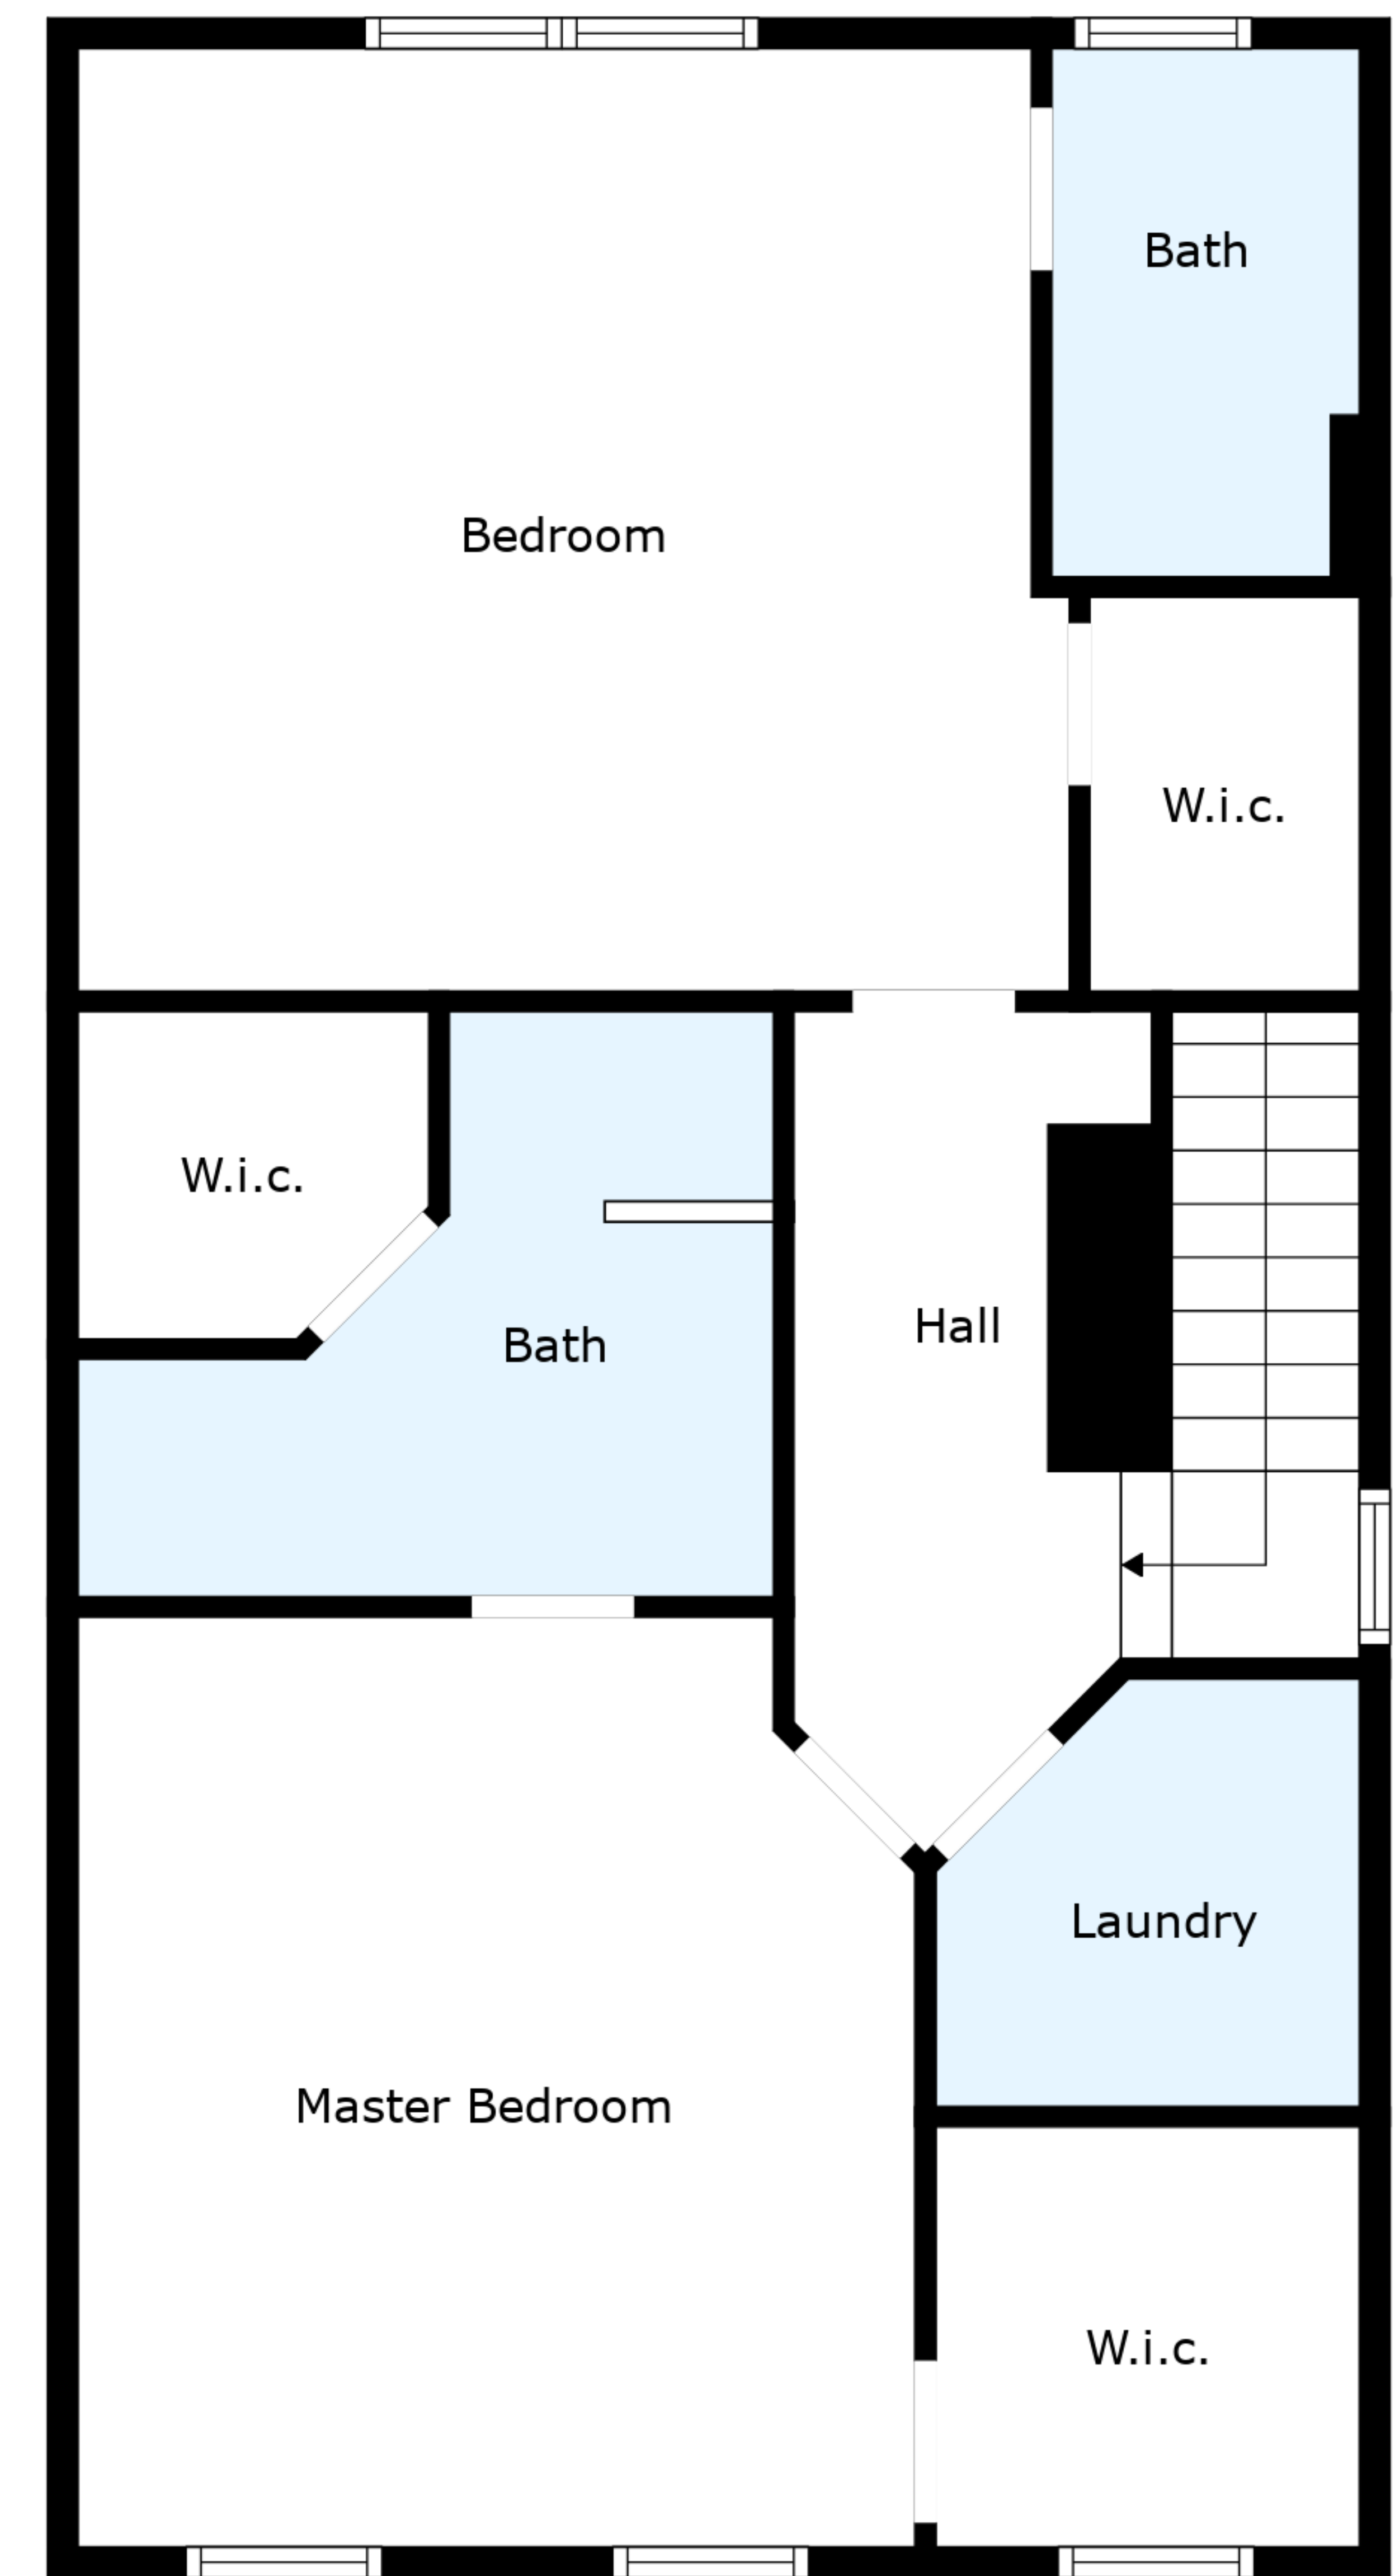 Bath
Bedroom
W.i.c.
W.i.c.
Hall
Bath
Laundry
Master Bedroom
W.i.c.